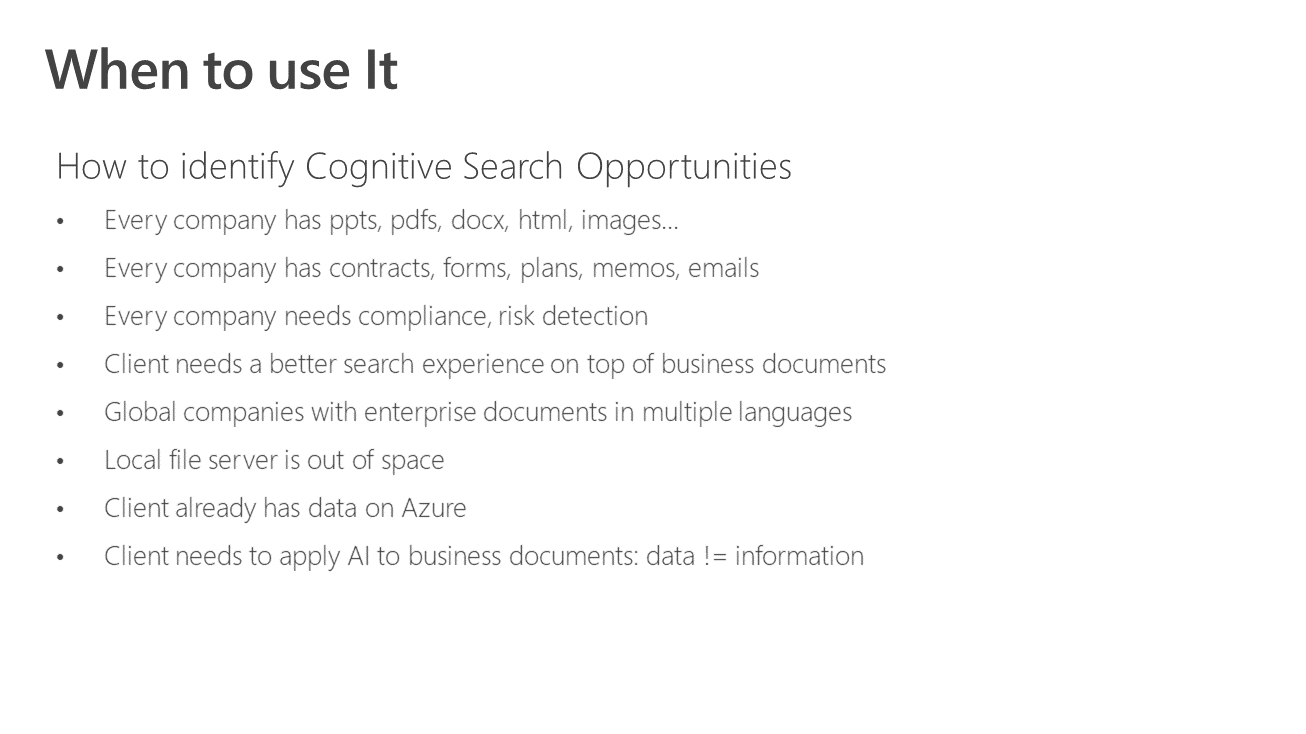 When to use It
How to identify Cognitive Search Opportunities
• Every company has ppts, pdfs, docx, html, images...
• Every company has contracts, forms, plans, memos, emails
• Every company needs compliance, risk detection
• Client needs a better search experience on top of business documents
• Global companies with enterprise documents in multiple languages
• Local file server is out of space
• Client already has data on Azure
• Client needs to apply AI to business documents: data != information